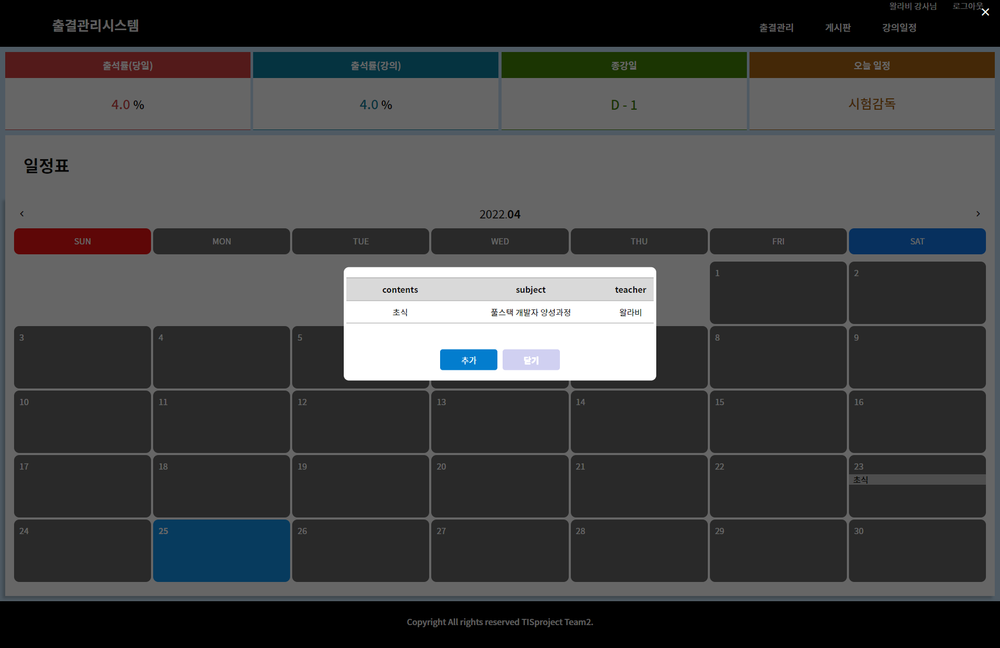 왈라비 강사님 로그아웃 ×
출결관리시스템 출결관리 게시판 강의일정
출석률(당일) 출석률(강의) 종강일 오늘 일정
4.0 % 4.0 % D - 1 시험감독
일정표
‹ 2022.04 ›
SUN MON TUE WED THU FRI SAT
1 2
contents subject teacher
초식 풀스택 개발자 양성과정 왈라비
추가 닫기
3 4 5 8 9
10 11 12 13 14 15 16
17 18 19 20 21 22 23
초식
24 25 26 27 28 29 30
Copyright All rights reserved TISproject Team2.